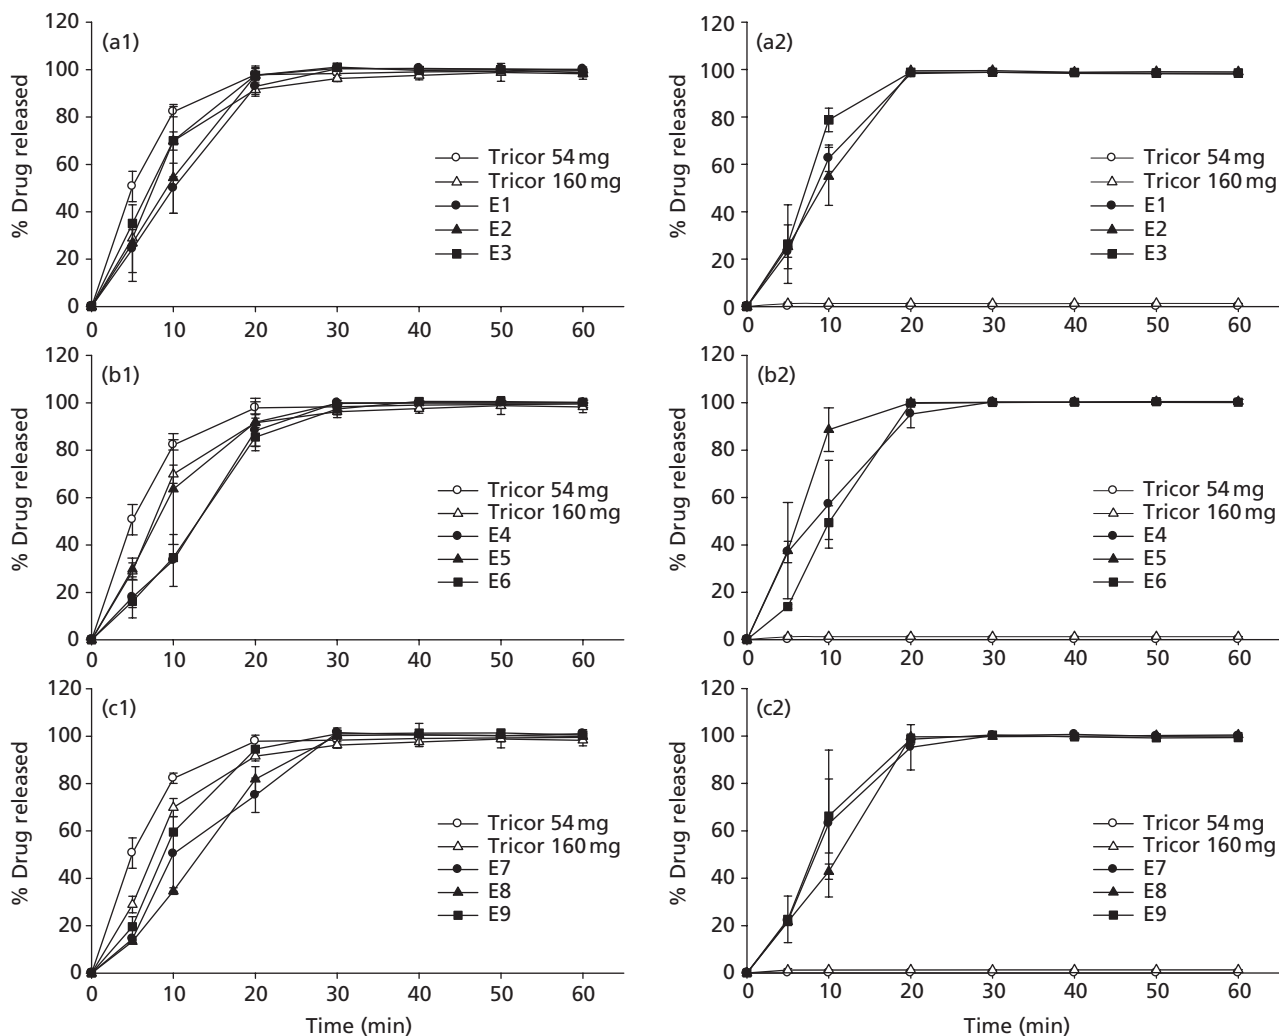 (a1)
120
100
80
60
40
20
0
% Drug released
Tricor 54 mg
Tricor 160 mg
E1
E2
E3
0 10 20 30 40 50 60
(a2)
120
100
80
60
40
20
0
% Drug released
Tricor 54 mg
Tricor 160 mg
E1
E2
E3
0 10 20 30 40 50 60
(b1)
120
100
80
60
40
20
0
% Drug released
Tricor 54 mg
Tricor 160 mg
E4
E5
E6
0 10 20 30 40 50 60
(b2)
120
100
80
60
40
20
0
% Drug released
Tricor 54 mg
Tricor 160 mg
E4
E5
E6
0 10 20 30 40 50 60
(c1)
120
100
80
60
40
20
0
% Drug released
Tricor 54 mg
Tricor 160 mg
E7
E8
E9
0 10 20 30 40 50 60
Time (min)
(c2)
120
100
80
60
40
20
0
% Drug released
Tricor 54 mg
Tricor 160 mg
E7
E8
E9
0 10 20 30 40 50 60
Time (min)